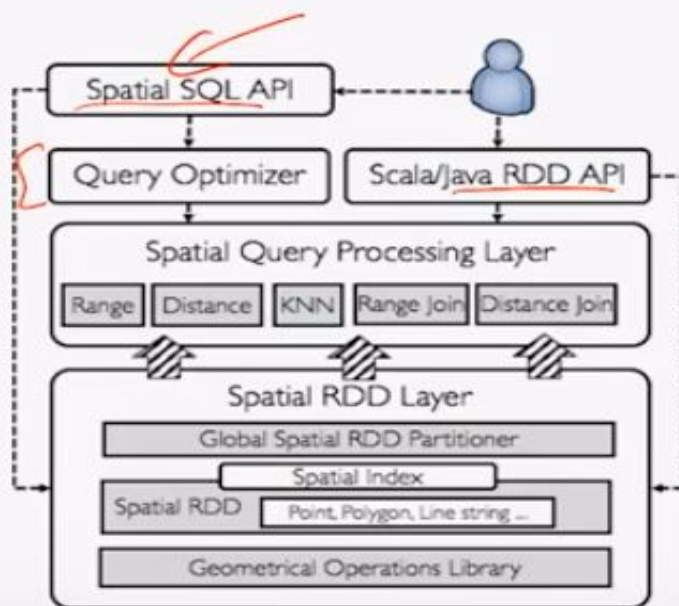 Spatial SQL API
Query Optimizer
Scala/Java RDD API
Spatial Query Processing Layer
Range
Distance
KNN
Range Join
Distance Join
Spatial RDD Layer
Global Spatial RDD Partitioner
Spatial Index
Spatial RDD
Point, Polygon, Line string ...
Geometrical Operations Library